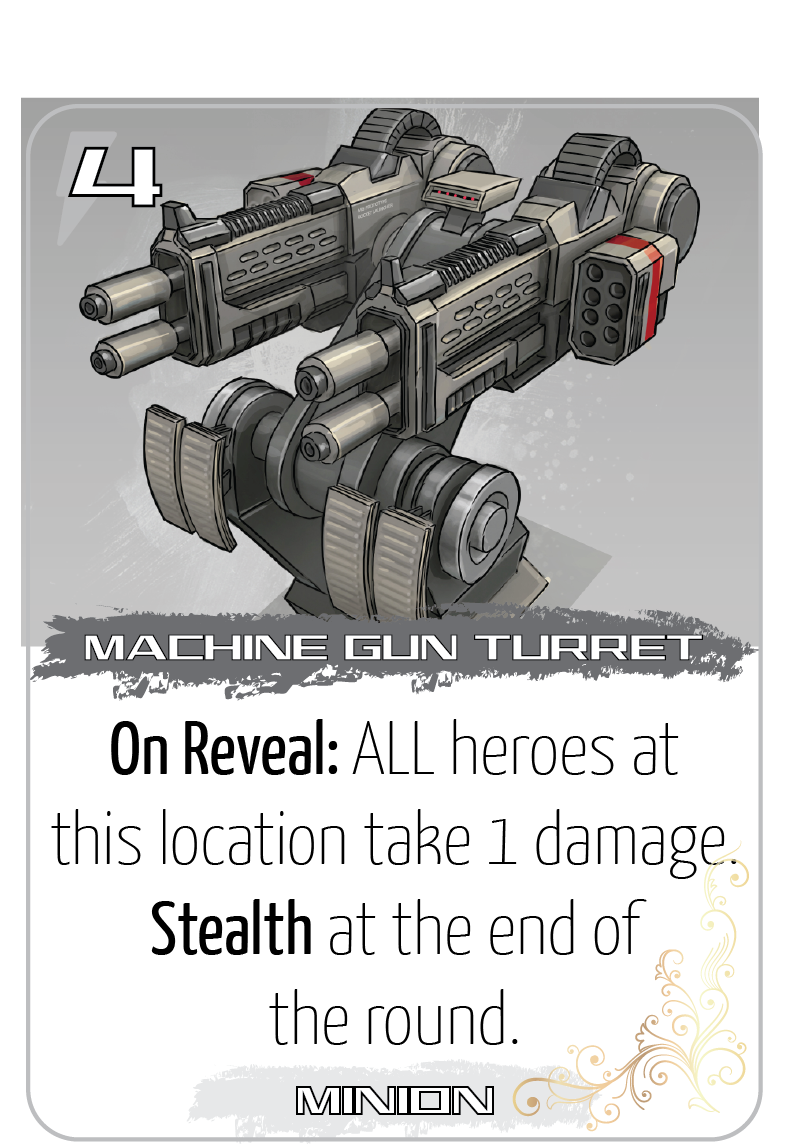 4
MACHINE GUN TURRET
On Reveal: ALL heroes at
this location take 1 damage.
Stealth at the end of
the round.
MINION